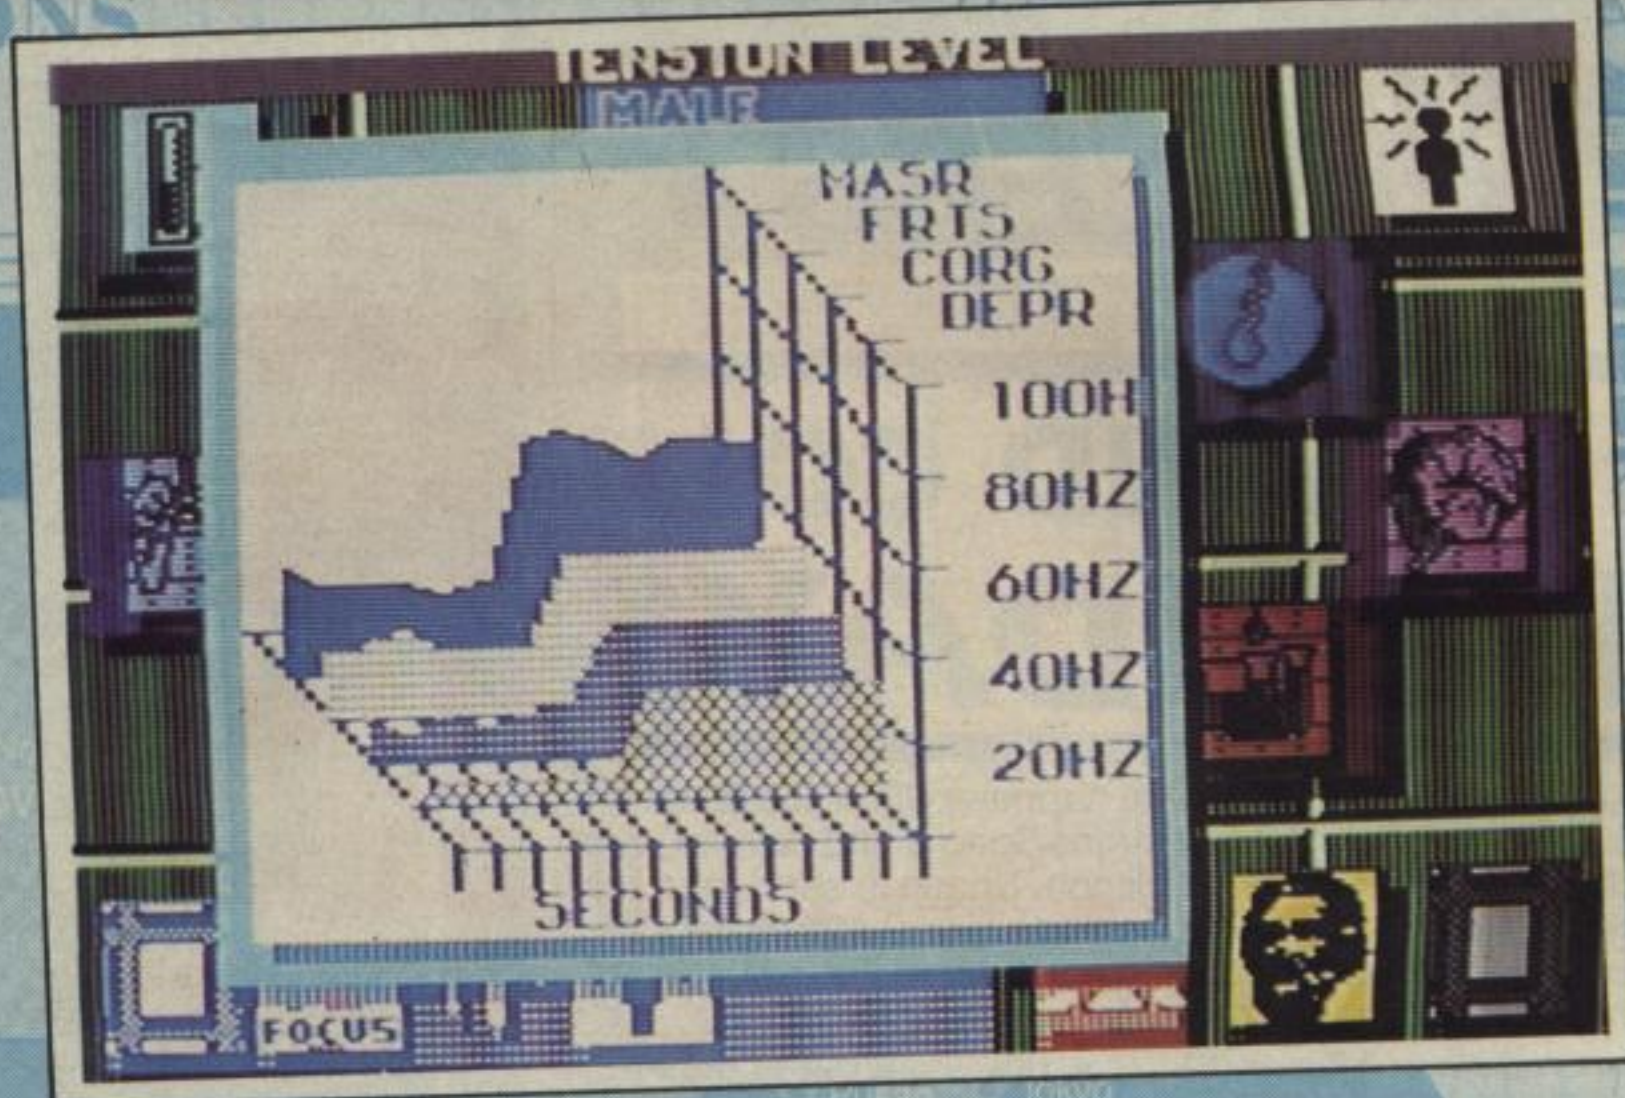 TENSION LEVEL
MALE
MASR
FRTS
CORG
DEPR
100H
80HZ
60HZ
40HZ
20HZ
SECONDS
FOCUS